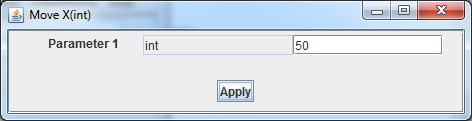 Move X(int)
Parameter 1 int 50
Apply